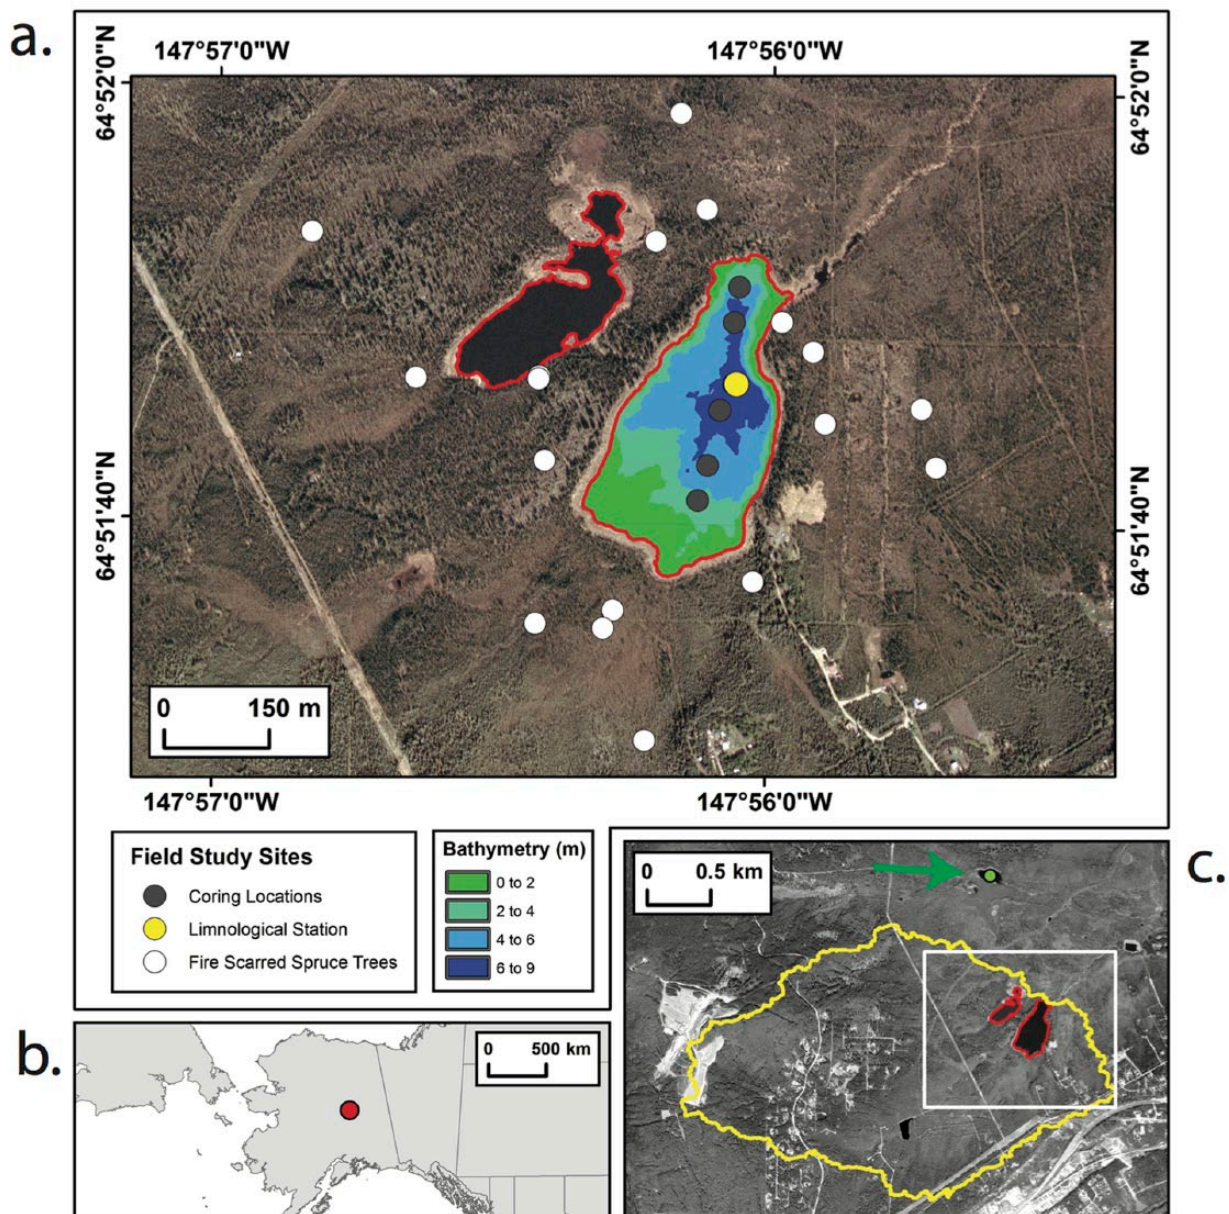 a.
147°57'0"W 147°56'0"W
64°52'0"N
64°52'0"N
64°51'40"N
64°51'40"N
0 150 m
147°57'0"W 147°56'0"W
Field Study Sites
Coring Locations
Limnological Station
Fire Scarred Spruce Trees
Bathymetry (m)
0 to 2
2 to 4
4 to 6
6 to 9
b.
0 500 km
c.
0 0.5 km